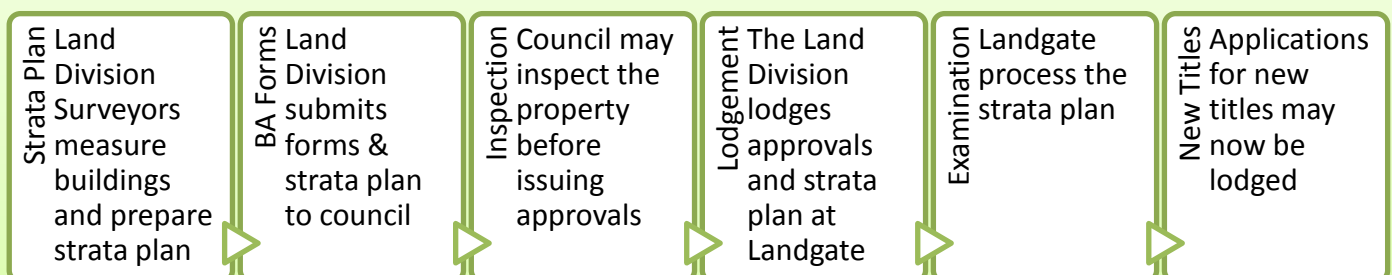 Strata Plan
Land
Division
Surveyors
measure
buildings
and prepare
strata plan
BA Forms
Land
Division
submits
forms &
strata plan
to council
Inspection
Council may
inspect the
property
before
issuing
approvals
Lodgement
The Land
Division
lodges
approvals
and strata
plan at
Landgate
Examination
Landgate
process the
strata plan
New Titles
Applications
for new
titles may
now be
lodged